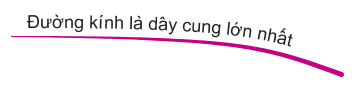 Đường kính là dây cung lớn nhất